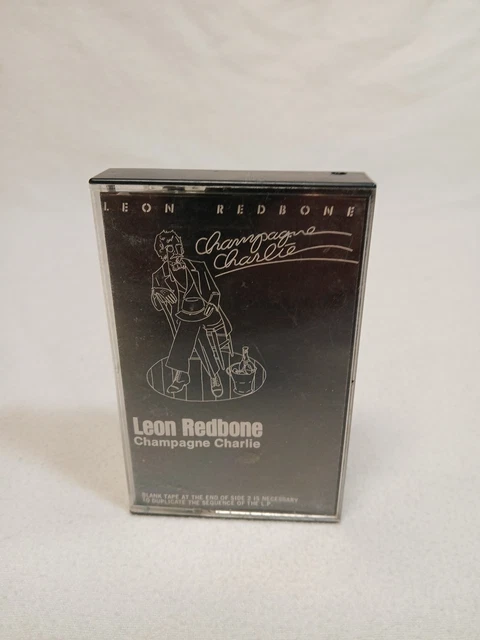 LEON REDBONE
Champagne
Charlie
Leon Redbone
Champagne Charlie
BLANK TAPE AT THE END OF SIDE 2 IS NECESSARY
TO DUPLICATE THE SEQUENCE OF THE L.P.